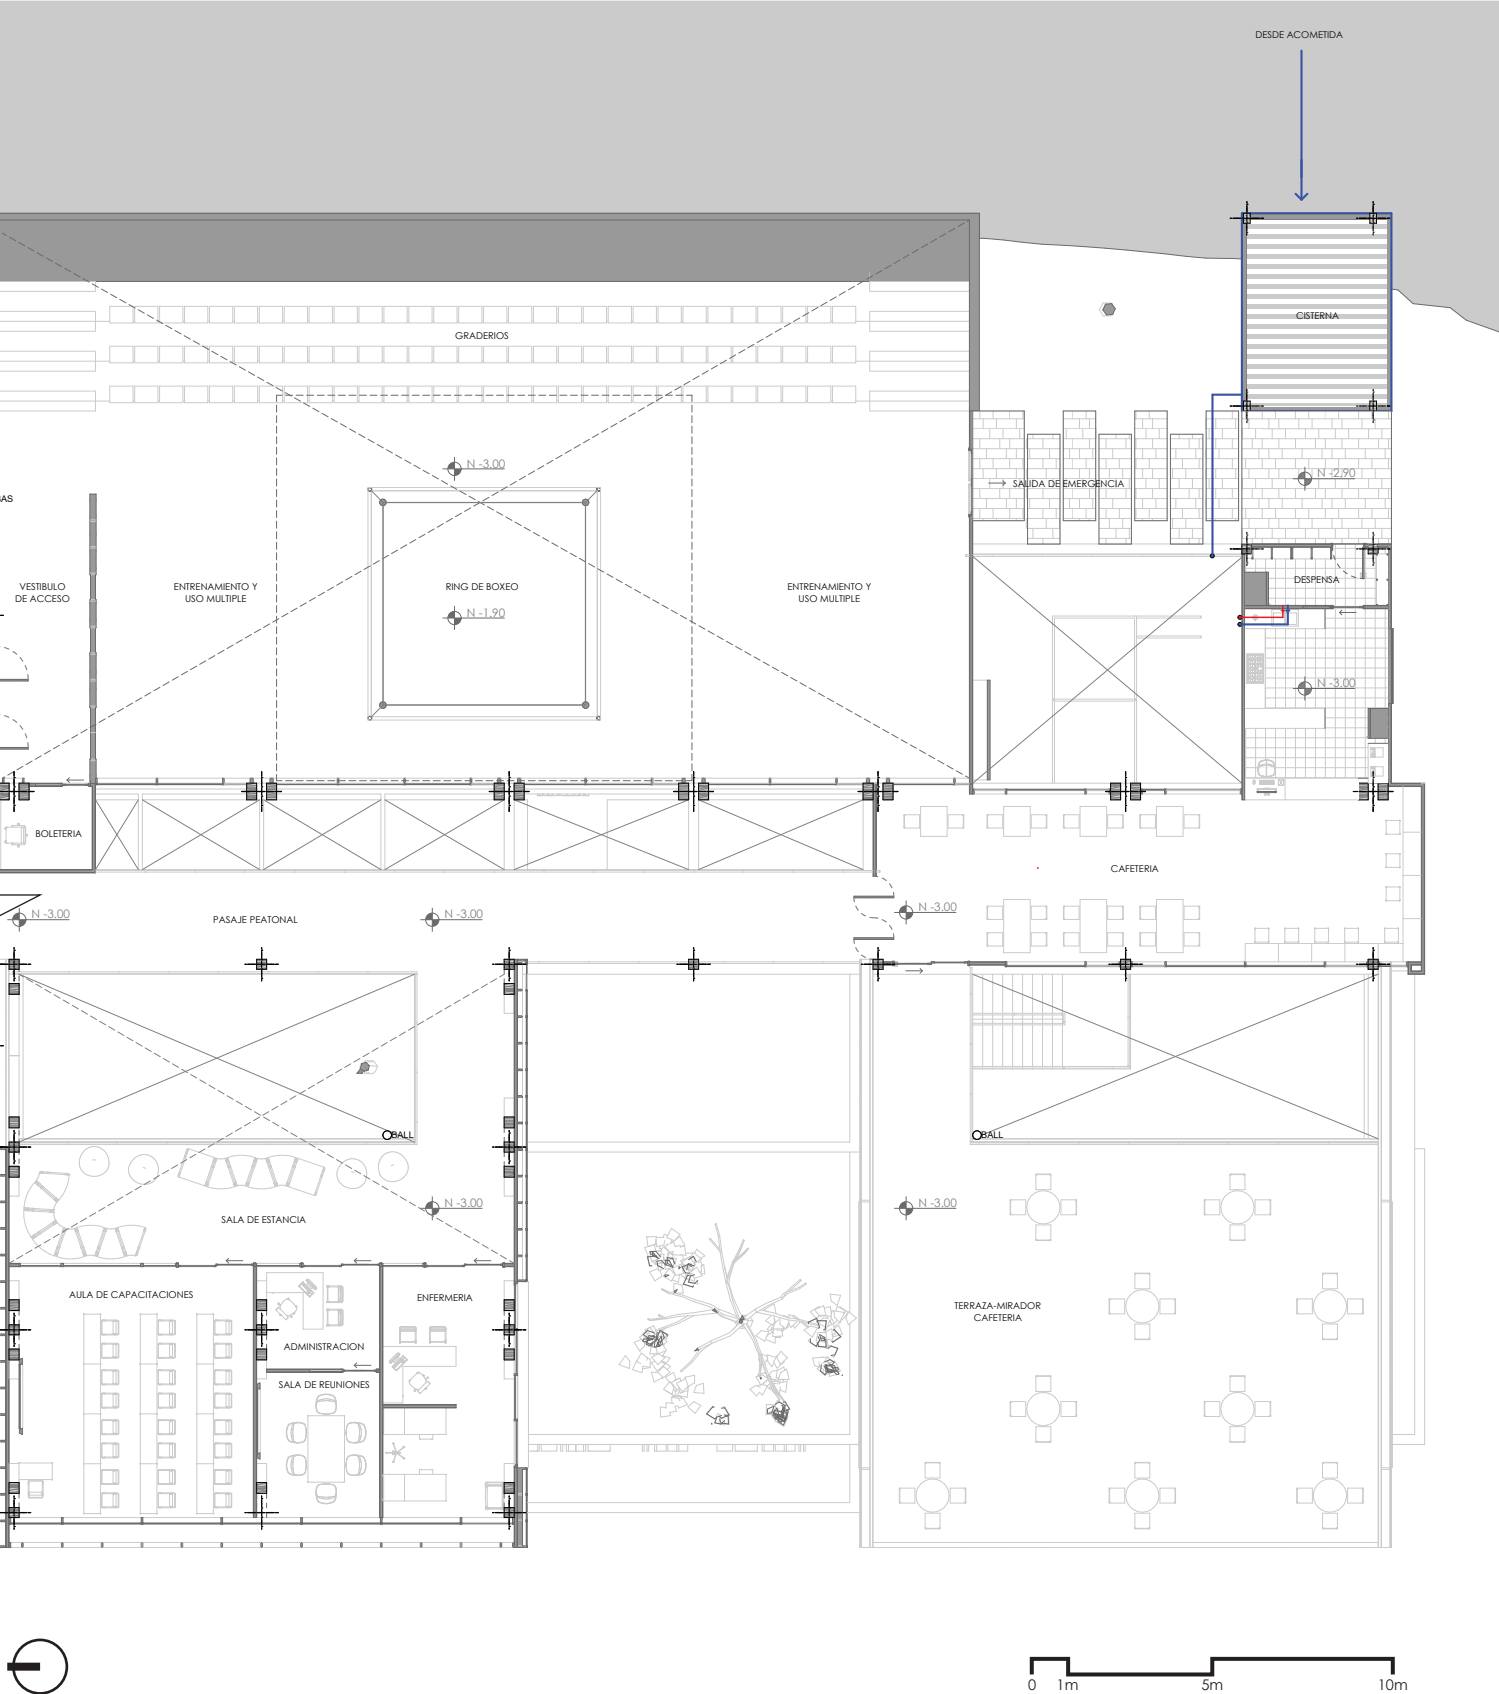 DESDE ACOMETIDA
CISTERNA
GRADERIOS
N -3.00
N -2.90
SALIDA DE EMERGENCIA
VESTIBULO
DE ACCESO
ENTRENAMIENTO Y
USO MULTIPLE
RING DE BOXEO
N -1.90
ENTRENAMIENTO Y
USO MULTIPLE
DESPENSA
N -3.00
BOLETERIA
CAFETERIA
N -3.00
PASAJE PEATONAL
N -3.00
N -3.00
BALL
BALL
SALA DE ESTANCIA
N -3.00
N -3.00
AULA DE CAPACITACIONES
ENFERMERIA
TERRAZA-MIRADOR
CAFETERIA
ADMINISTRACION
SALA DE REUNIONES
0 1m 5m 10m